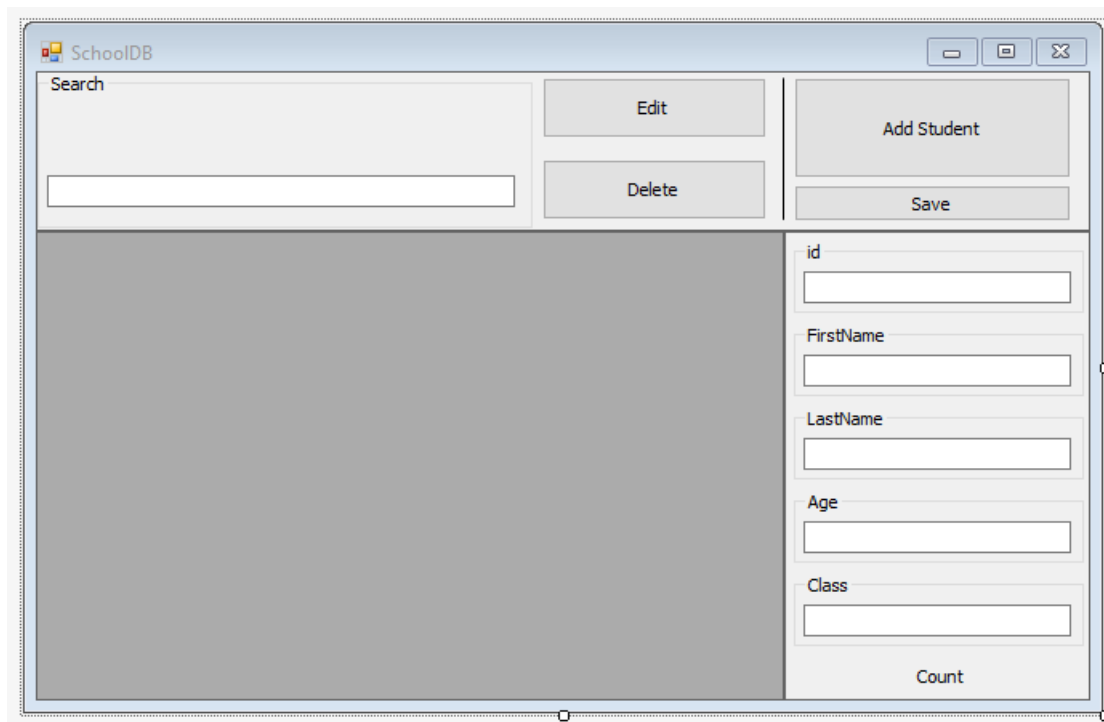 SchoolDB
Search
Edit
Delete
Add Student
Save
id
FirstName
LastName
Age
Class
Count